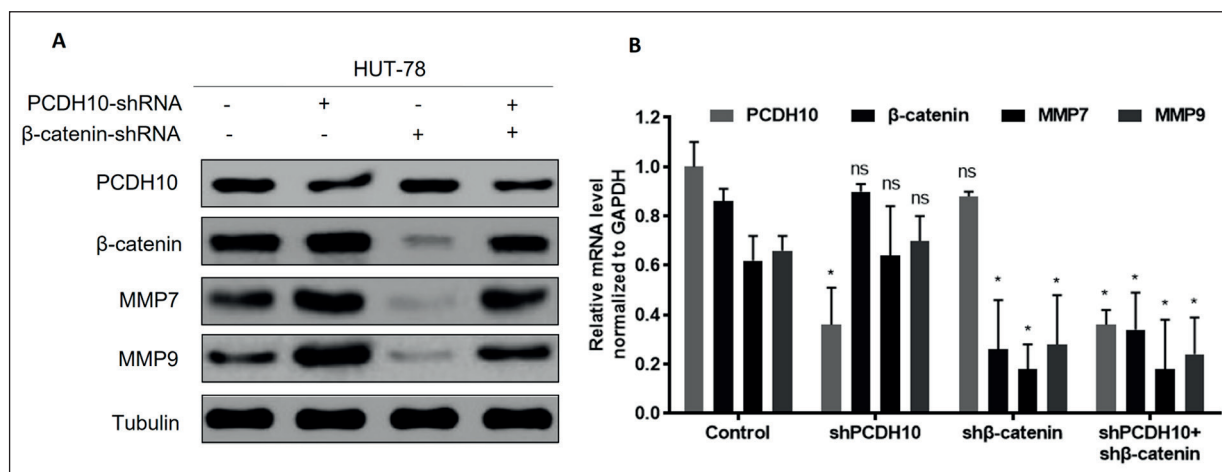 A
HUT-78
PCDH10-shRNA - + - +
β-catenin-shRNA - - + +
PCDH10
β-catenin
MMP7
MMP9
Tubulin
B
PCDH10 β-catenin MMP7 MMP9
Relative mRNA level
normalized to GAPDH
1.2
1.0
0.8
0.6
0.4
0.2
0.0
* ns ns ns
ns * * *
* * * *
Control shPCDH10 shβ-catenin shPCDH10+
shβ-catenin